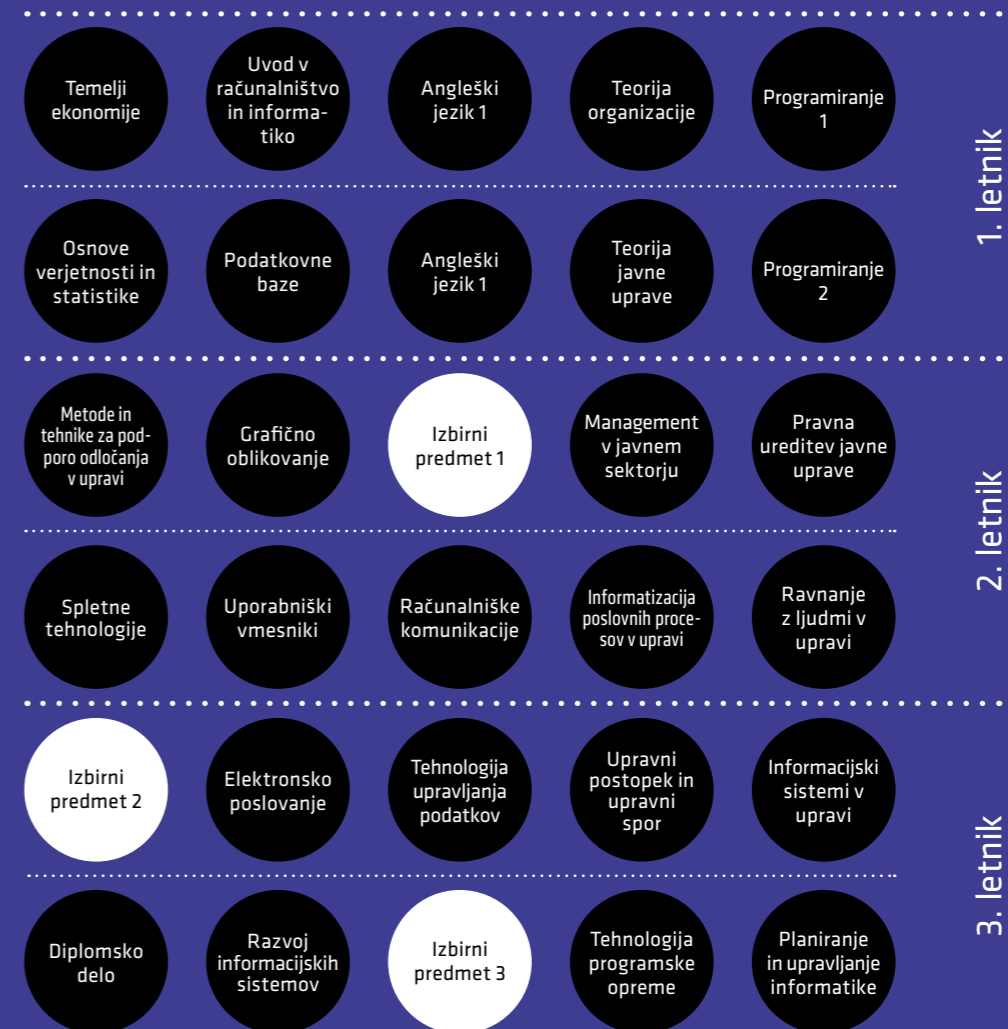 Temelji
ekonomije
Uvod v
računalništvo
in informa-
tiko
Angleški
jezik 1
Teorija
organizacije
Programiranje
1
Osnove
verjetnosti in
statistike
Podatkovne
baze
Angleški
jezik 1
Teorija
javne
uprave
Programiranje
2
1. letnik
Metode in
tehnike za pod-
poro odločanja
v upravi
Grafično
oblikovanje
Izbirni
predmet 1
Management
v javnem
sektorju
Pravna
ureditev javne
uprave
Spletne
tehnologije
Uporabniški
vmesniki
Računalniške
komunikacije
Informatizacija
poslovnih proce-
sov v upravi
Ravnanje
z ljudmi v
upravi
2. letnik
Izbirni
predmet 2
Elektronsko
poslovanje
Tehnologija
upravljanja
podatkov
Upravni
postopek in
upravni
spor
Informacijski
sistemi v
upravi
Diplomsko
delo
Razvoj
informacijskih
sistemov
Izbirni
predmet 3
Tehnologija
programske
opreme
Planiranje
in upravljanje
informatike
3. letnik